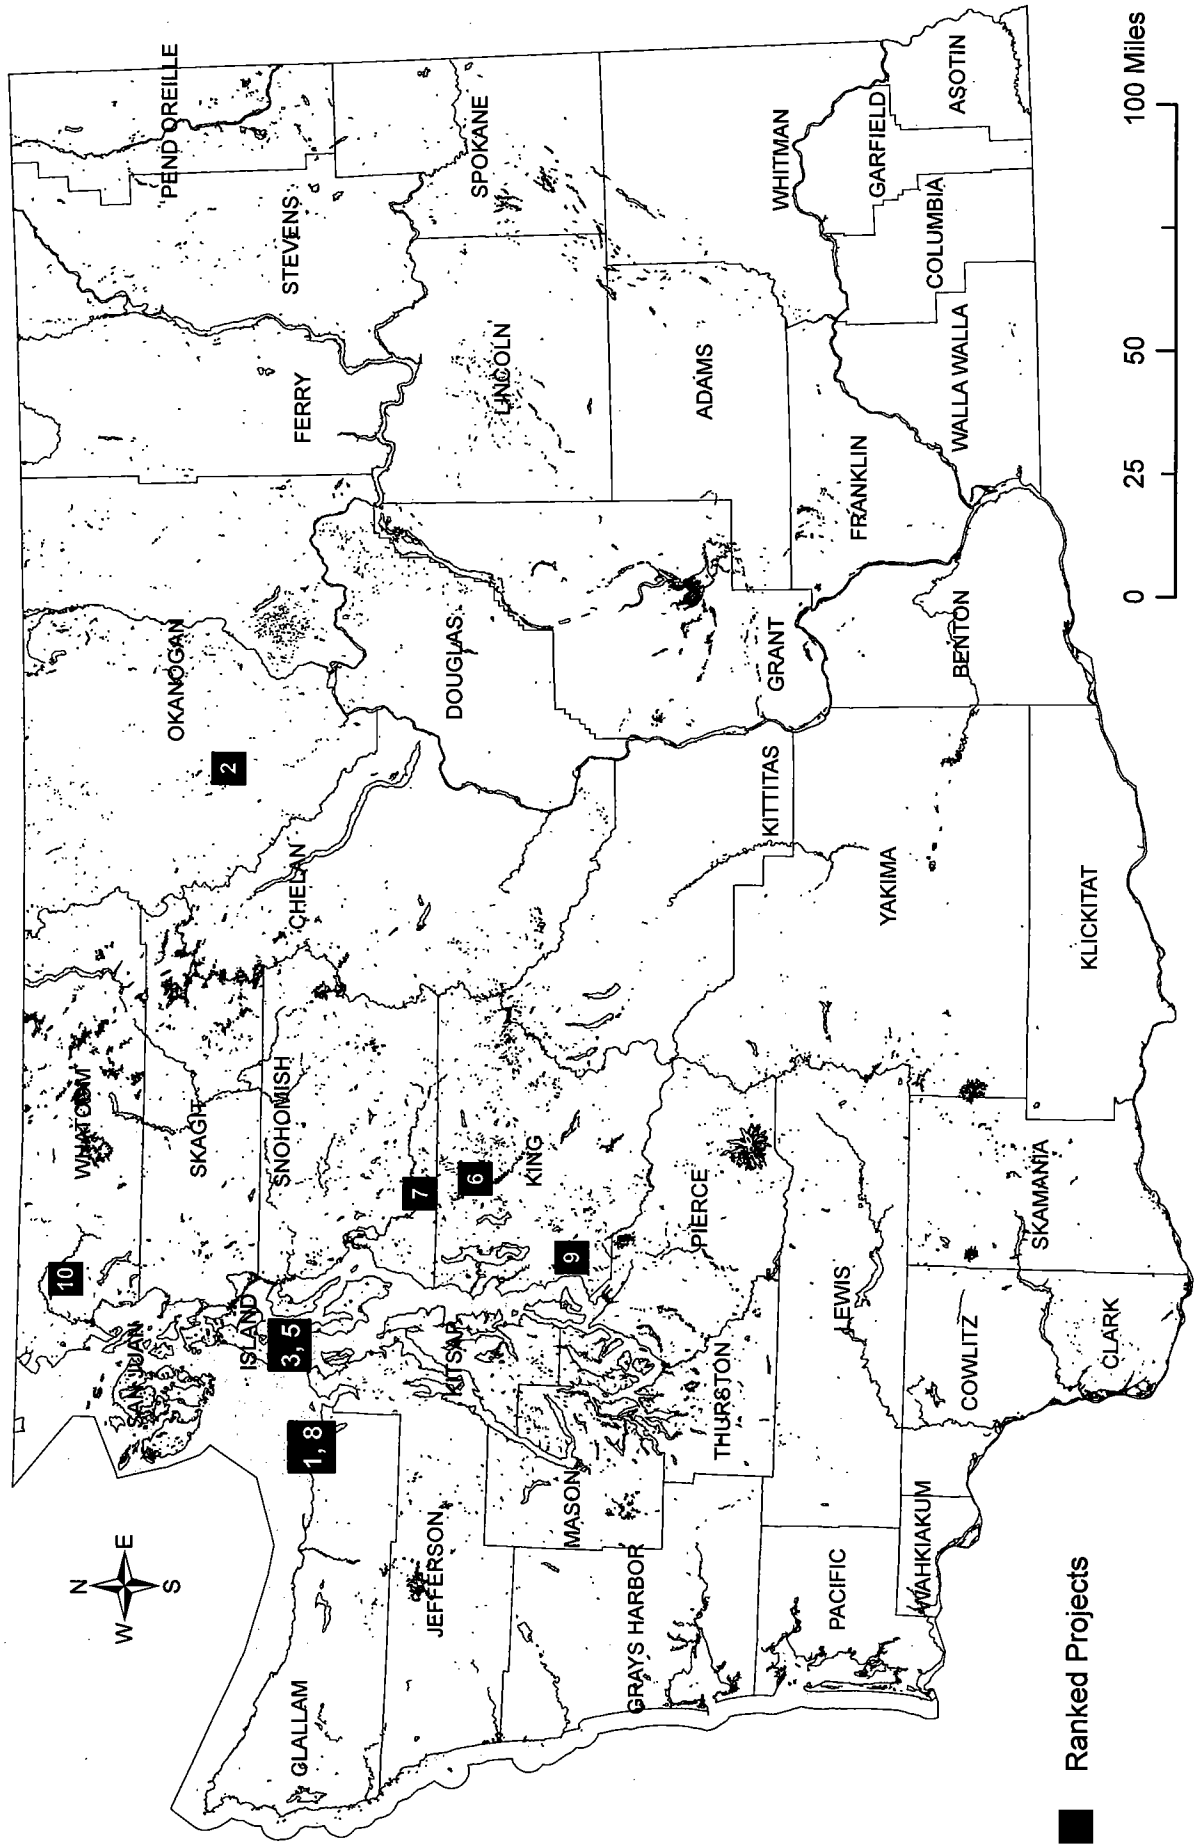 N
W E
S
WHATCOM
10
SAN JUAN
SKAGIT
ISLAND
3, 5
SNOHOMISH
OKANOGAN
2
FERRY
STEVENS
PEND OREILLE
CLALLAM
1, 8
CHELAN
JEFFERSON
KITSAP
7
6
KING
DOUGLAS
LINCOLN
SPOKANE
MASON
9
GRAYS HARBOR
PIERCE
THURSTON
KITTITAS
GRANT
ADAMS
WHITMAN
PACIFIC
LEWIS
YAKIMA
FRANKLIN
GARFIELD
WAHKIAKUM
COWLITZ
BENTON
WALLA WALLA
COLUMBIA
ASOTIN
SKAMANIA
CLARK
KLICKITAT
Ranked Projects
0 25 50 100 Miles